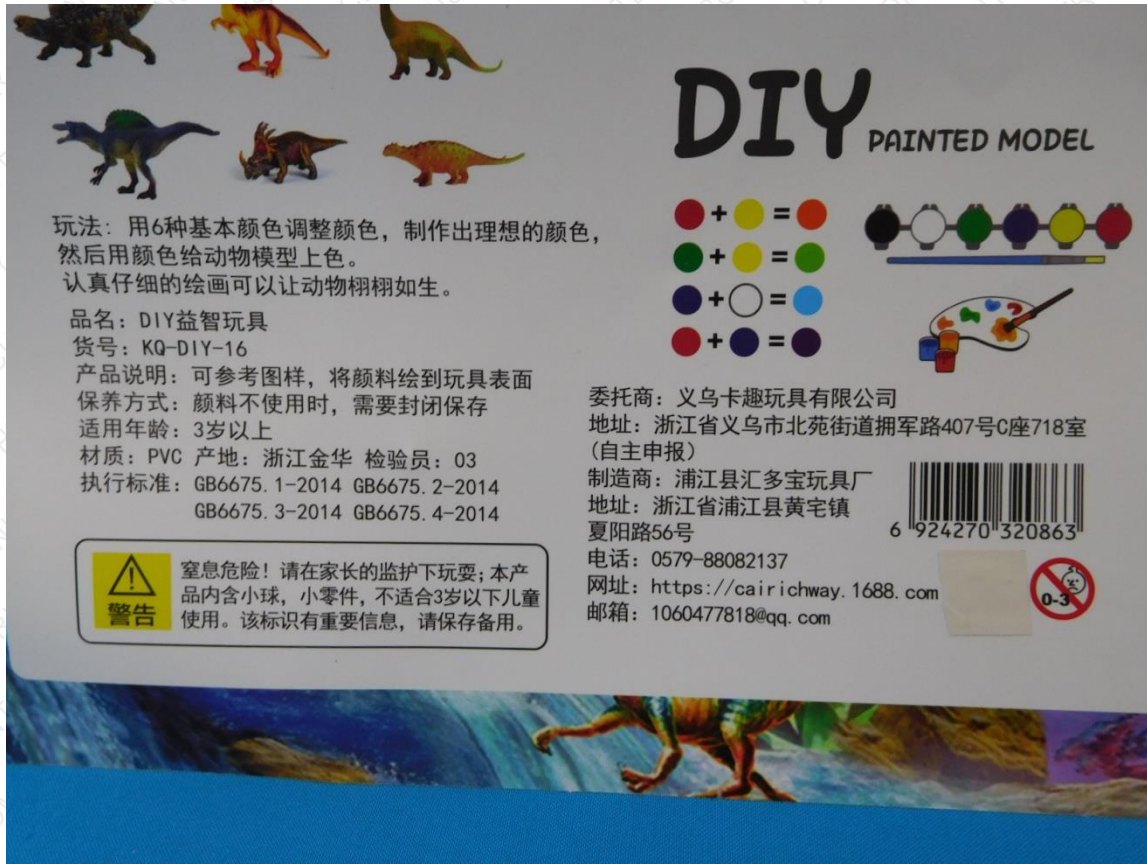 DIY PAINTED MODEL
玩法：用6种基本颜色调整颜色，制作出理想的颜色，
然后用颜色给动物模型上色。
认真仔细的绘画可以让动物栩栩如生。
品名：DIY益智玩具
货号：KQ-DIY-16
产品说明：可参考图样，将颜料绘到玩具表面
保养方式：颜料不使用时，需要封闭保存
适用年龄：3岁以上
材质：PVC 产地：浙江金华 检验员：03
执行标准：GB6675.1-2014 GB6675.2-2014
GB6675.3-2014 GB6675.4-2014
警告
窒息危险！请在家长的监护下玩耍；本产
品内含小球，小零件，不适合3岁以下儿童
使用。该标识有重要信息，请保存备用。
+ =
+ =
+ =
+ =
委托商：义乌卡趣玩具有限公司
地址：浙江省义乌市北苑街道拥军路407号C座718室
(自主申报)
制造商：浦江县汇多宝玩具厂
地址：浙江省浦江县黄宅镇
夏阳路56号
电话：0579-88082137
网址：https://cairichway.1688.com
邮箱：1060477818@qq.com
6 924270 320863
0-3